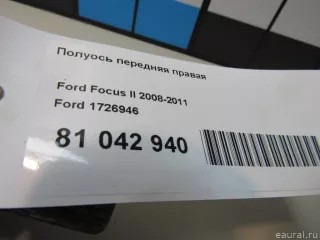 Полуось передняя правая
Ford Focus II 2008-2011
Ford 1726946
81 042 940
eaural.ru